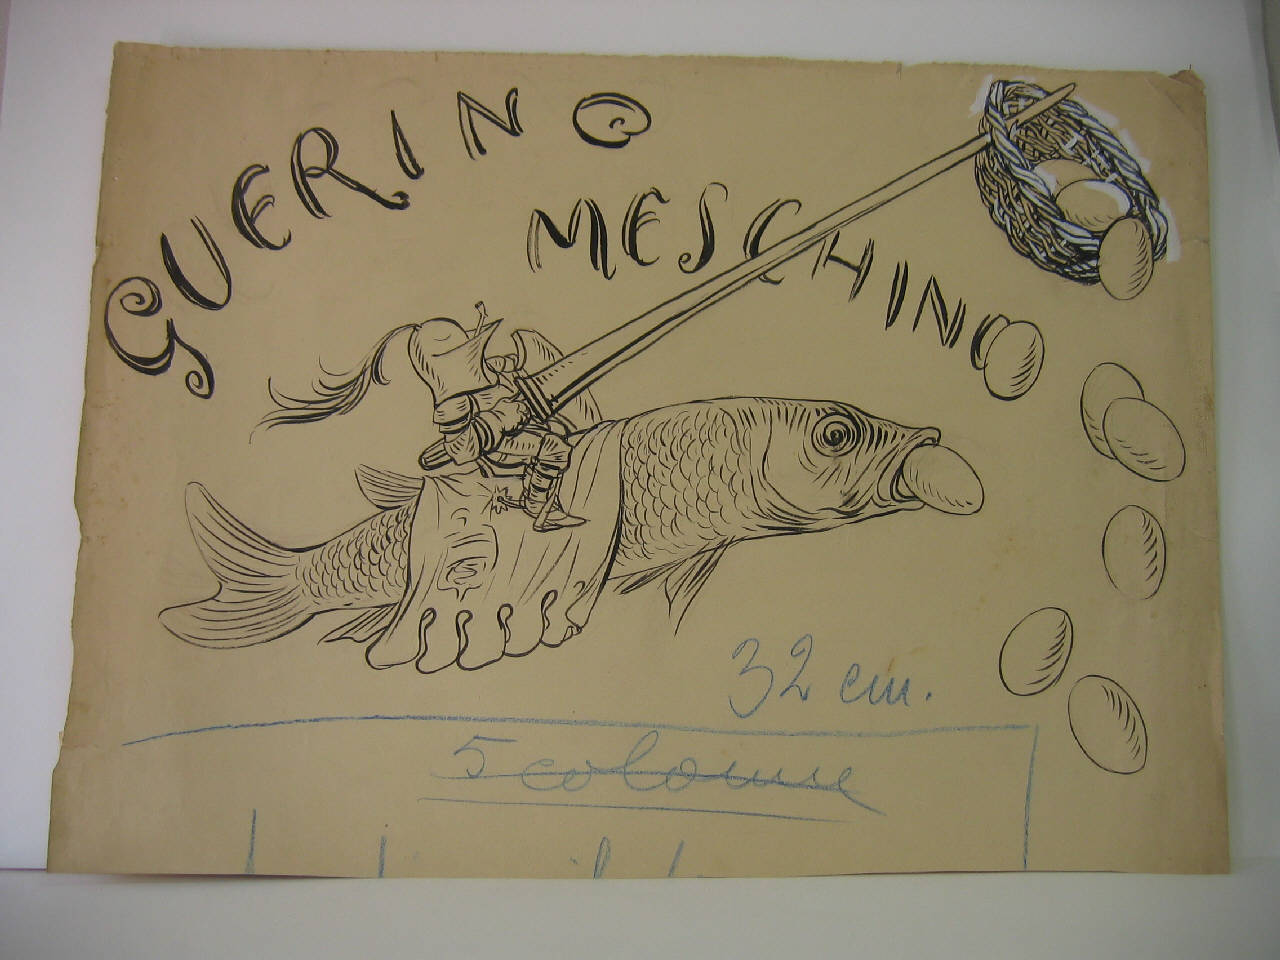 GUERINO
MESCHINO
32 cm.
5 colonne